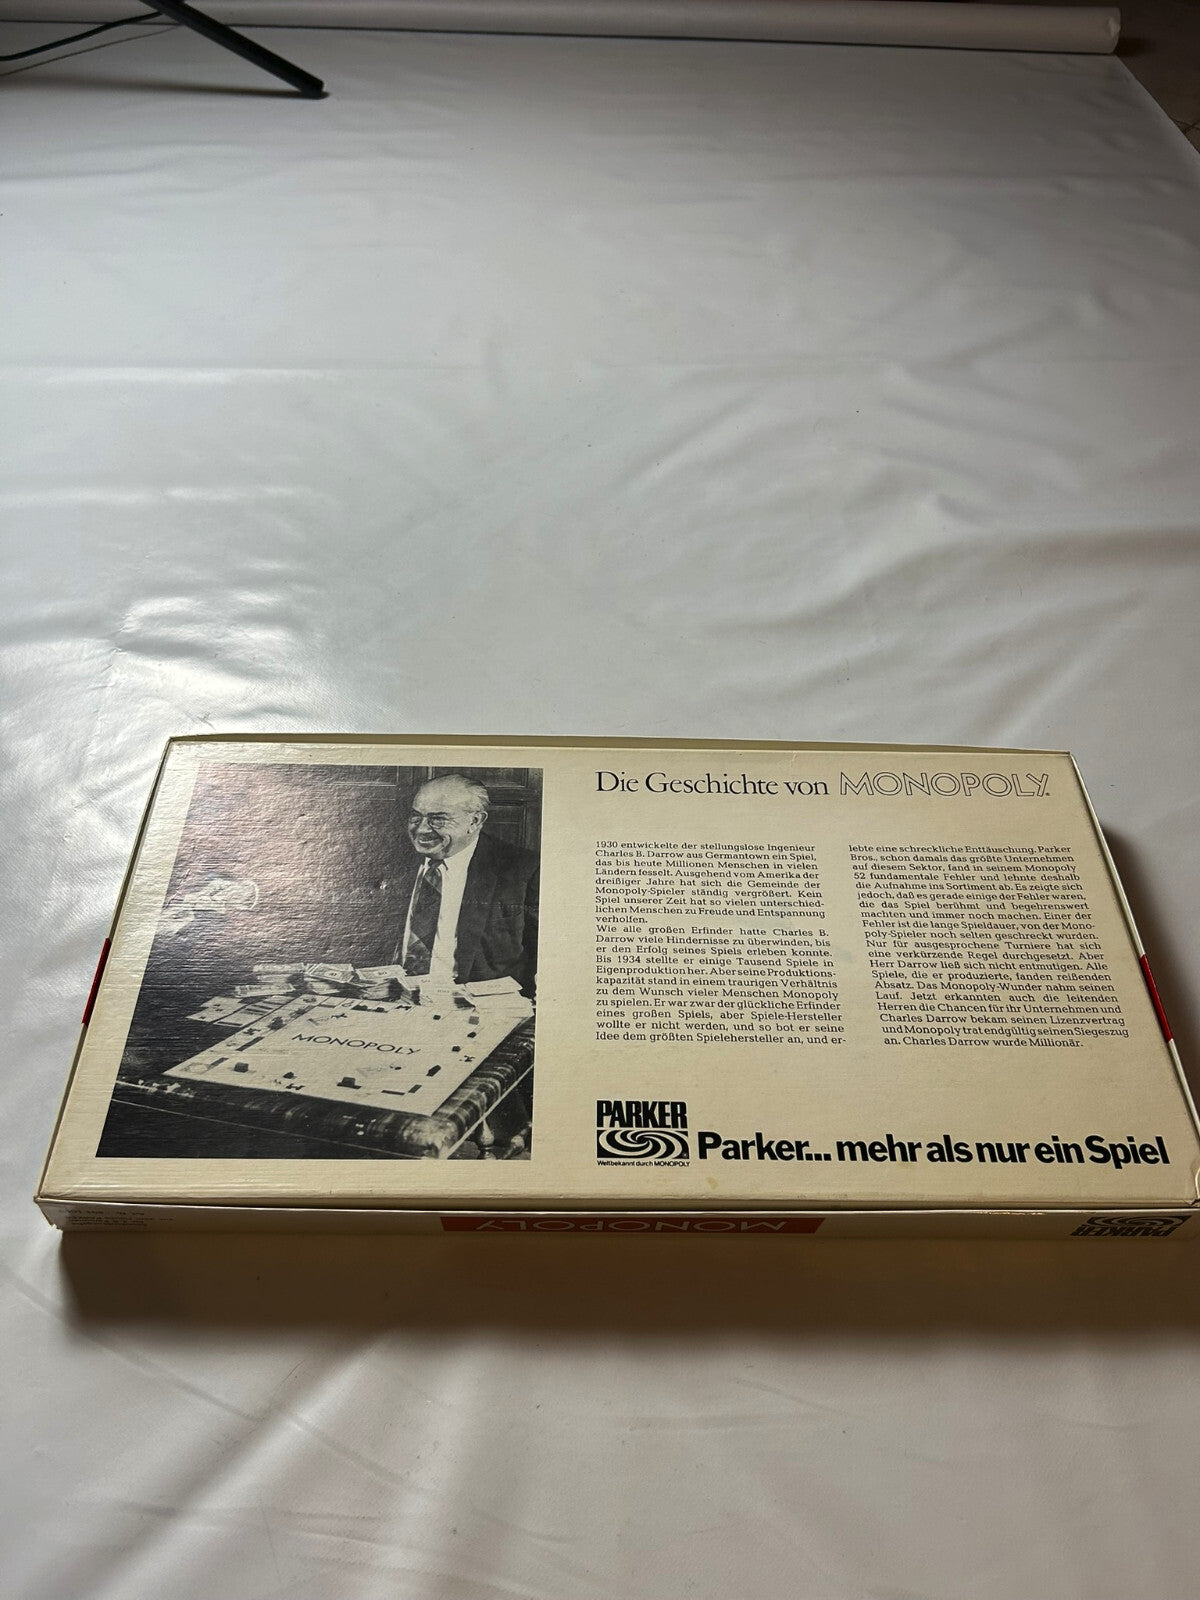 Die Geschichte von MONOPOLY
1930 entwickelte der stellungslose Ingenieur
Charles B. Darrow aus Germantown ein Spiel,
das bis heute Millionen Menschen in vielen
Ländern fesselt. Ausgehend vom Amerika der
dreißiger Jahre hat sich die Gemeinde der
Monopoly-Spieler ständig vergrößert. Kein
Spiel unserer Zeit hat so vielen unterschied-
lichen Menschen zu Freude und Entspannung
verholfen.
Wie alle großen Erfinder hatte Charles B.
Darrow viele Hindernisse zu überwinden, bis
er den Erfolg seines Spiels erleben konnte.
Bis 1934 stellte er einige Tausend Spiele in
Eigenproduktion her. Aber seine Produktions-
kapazität stand in einem traurigen Verhältnis
zu dem Wunsch vieler Menschen Monopoly
zu spielen. Er war zwar der glückliche Erfinder
eines großen Spiels, aber Spiele-Hersteller
wollte er nicht werden, und so bot er seine
Idee dem größten Spielehersteller an, und er-
lebte eine schreckliche Enttäuschung. Parker
Bros., schon damals das größte Unternehmen
auf diesem Sektor, fand in seinem Monopoly
52 fundamentale Fehler und lehnte deshalb
die Aufnahme ins Sortiment ab. Es zeigte sich
jedoch, daß es gerade einige der Fehler waren,
die das Spiel berühmt und begehrenswert
machten und immer noch machen. Einer der
Fehler ist die lange Spieldauer, von der Mono-
poly-Spieler noch selten geschreckt wurden.
Nur für ausgesprochene Turniere hat sich
eine verkürzende Regel durchgesetzt. Aber
Herr Darrow ließ sich nicht entmutigen. Alle
Spiele, die er produzierte, fanden reißenden
Absatz. Das Monopoly-Wunder nahm seinen
Lauf. Jetzt erkannten auch die leitenden
Herren die Chancen für ihr Unternehmen und
Charles Darrow bekam seinen Lizenzvertrag
und Monopoly trat endgültig seinen Siegeszug
an. Charles Darrow wurde Millionär.
MONOPOLY
PARKER
Weltbekannt durch MONOPOLY
Parker... mehr als nur ein Spiel
MONOPOLY
PARKER